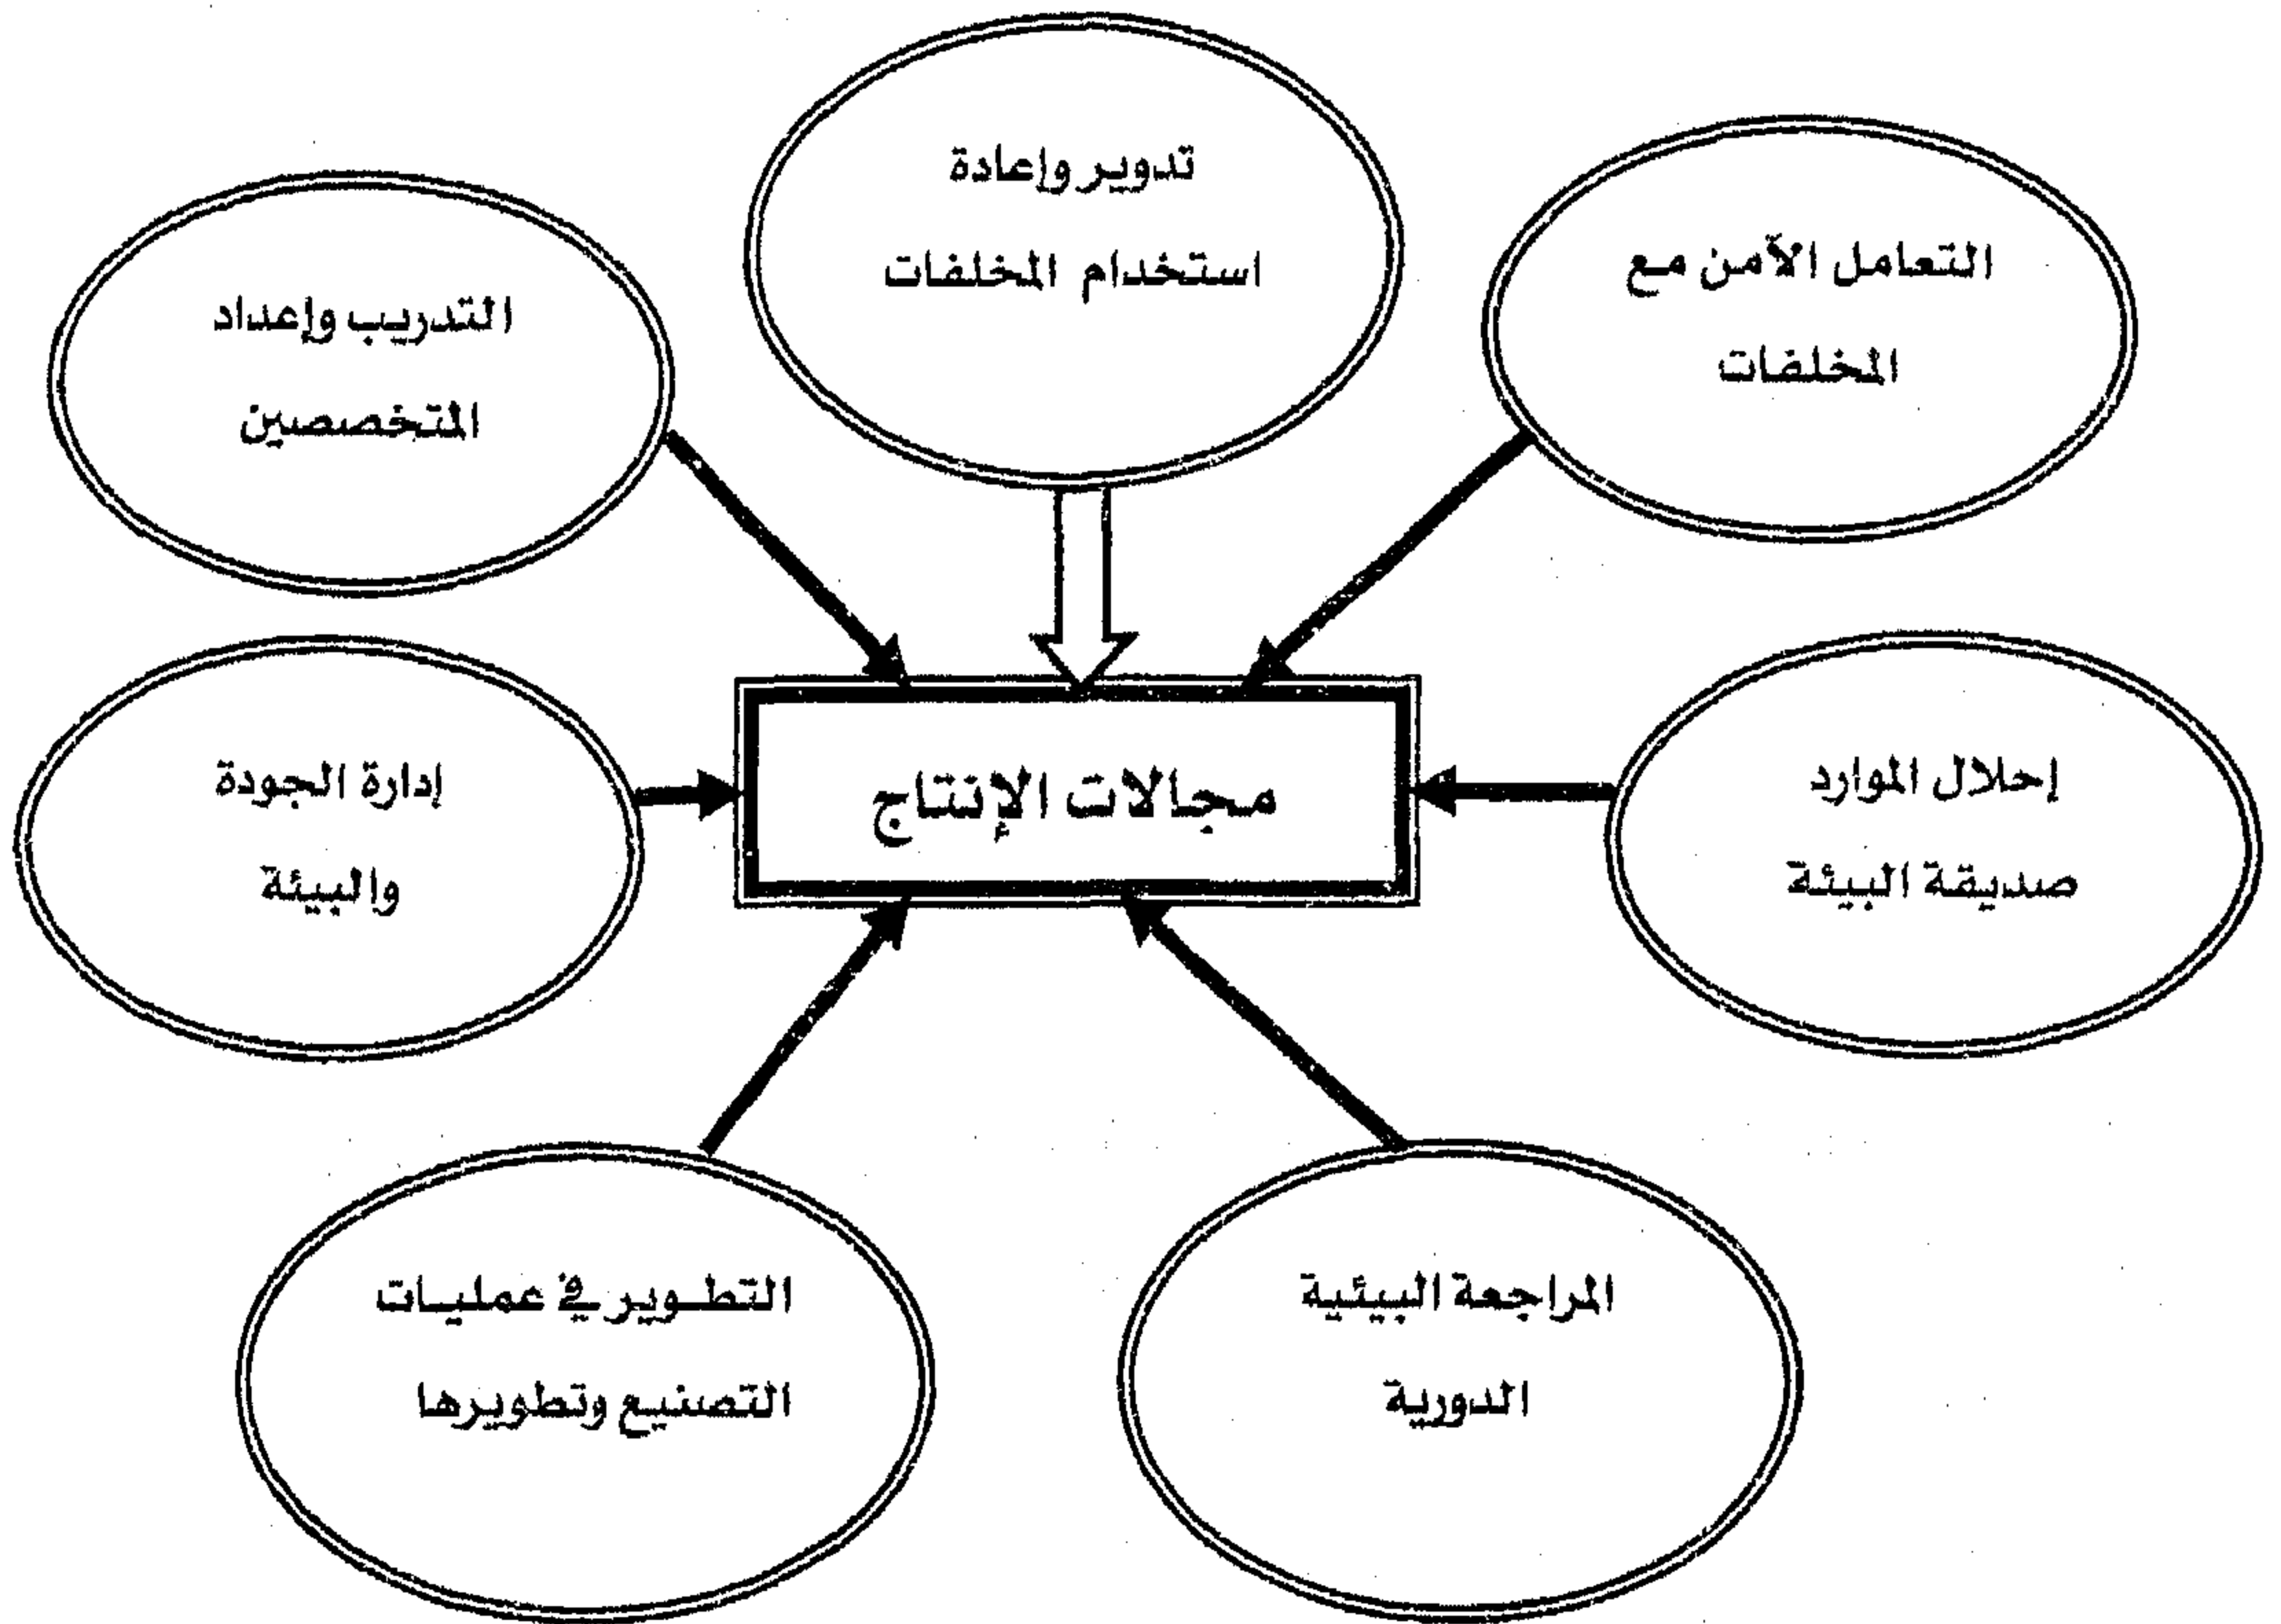 تدوير وإعادة
استخدام المخلفات
التعامل الآمن مع
المخلفات
التدريب وإعداد
المتخصصين
إحلال الموارد
صديقة البيئة
مجالات الإنتاج
إدارة الجودة
والبيئة
المراجعة البيئية
الدورية
التطوير في عمليات
التصنيع وتطويرها